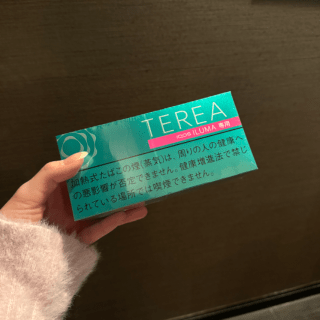 TEREA
IQOS ILUMA 専用
加熱式たばこの煙(蒸気)は、周りの人の健康へ
の悪影響が否定できません。健康増進法で禁じ
られている場所では喫煙できません。